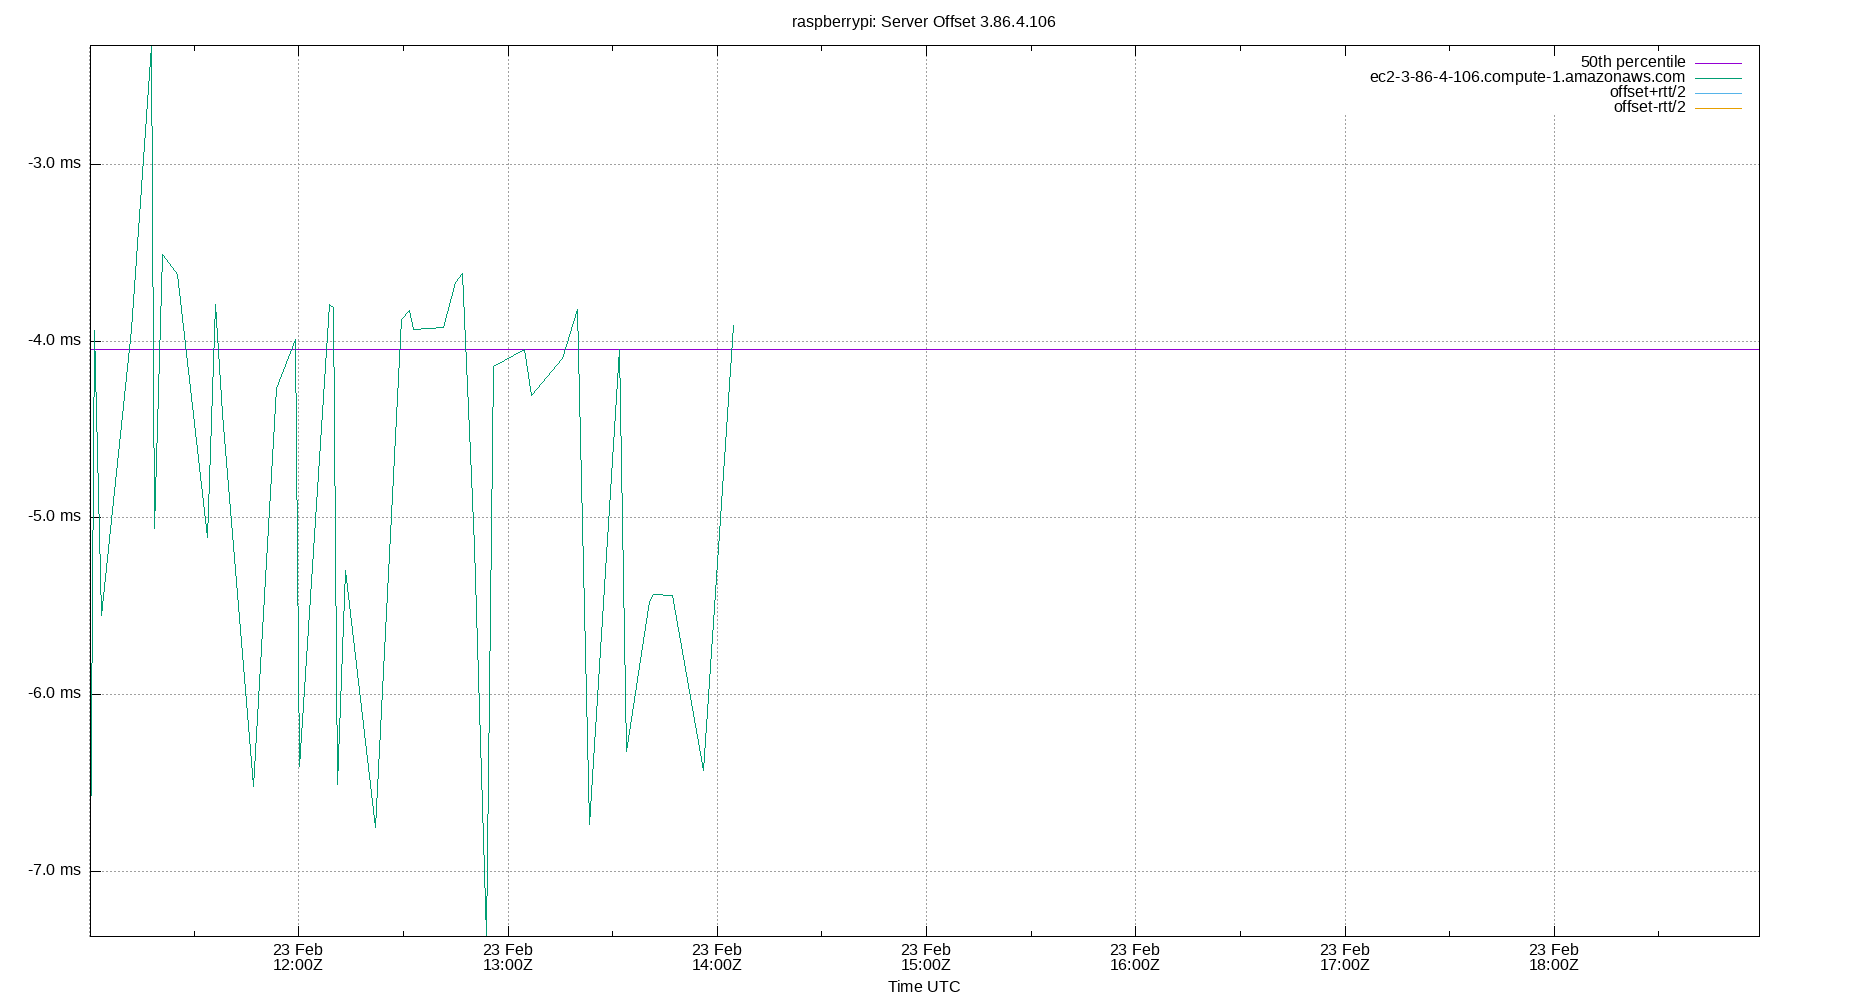 raspberrypi: Server Offset 3.86.4.106
50th percentile
ec2-3-86-4-106.compute-1.amazonaws.com
offset+rtt/2
offset-rtt/2
-3.0 ms
-4.0 ms
-5.0 ms
-6.0 ms
-7.0 ms
23 Feb 23 Feb 23 Feb 23 Feb 23 Feb 23 Feb 23 Feb
12:00Z 13:00Z 14:00Z 15:00Z 16:00Z 17:00Z 18:00Z
Time UTC